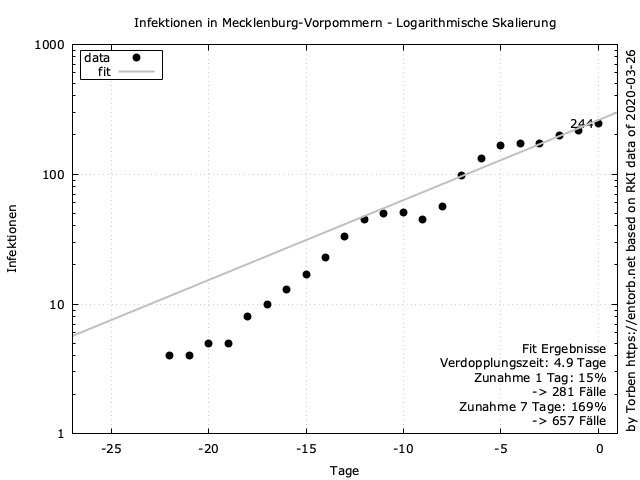 Infektionen in Mecklenburg-Vorpommern - Logarithmische Skalierung
1000
100
10
1
data
fit
244
Infektionen
by Torben https://entorb.net based on RKI data of 2020-03-26
Fit Ergebnisse
Verdopplungszeit: 4.9 Tage
Zunahme 1 Tag: 15%
-> 281 Fälle
Zunahme 7 Tage: 169%
-> 657 Fälle
-25 -20 -15 -10 -5 0
Tage